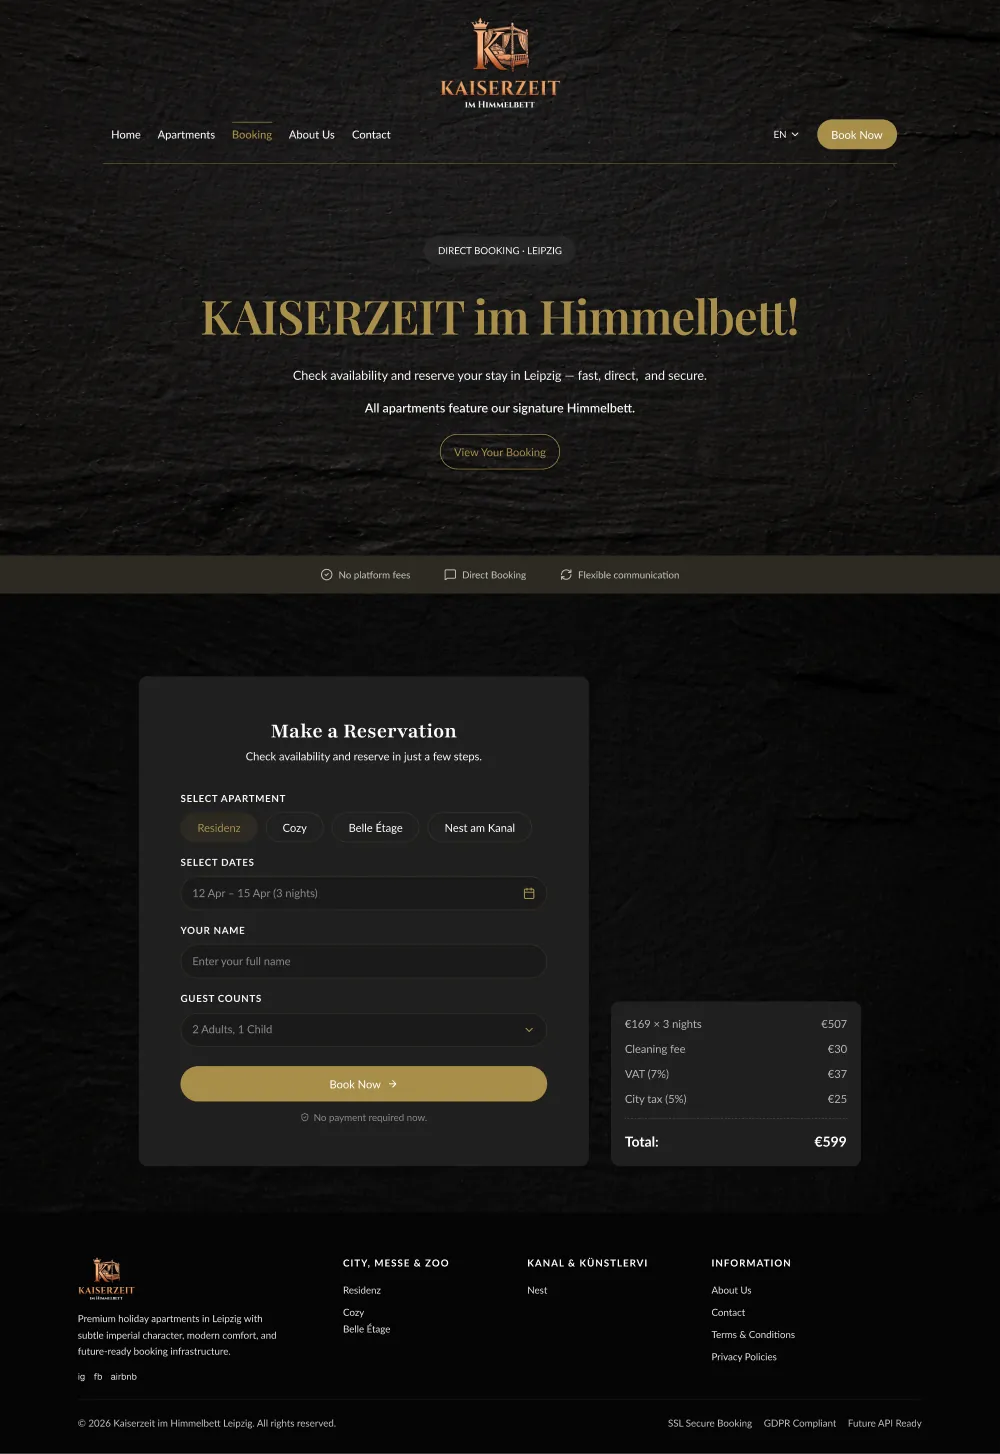 KAISERZEIT
IM HIMMELBETT
Home Apartments Booking About Us Contact EN Book Now
DIRECT BOOKING · LEIPZIG
KAISERZEIT im Himmelbett!
Check availability and reserve your stay in Leipzig — fast, direct, and secure.
All apartments feature our signature Himmelbett.
View Your Booking
No platform fees Direct Booking Flexible communication
Make a Reservation
Check availability and reserve in just a few steps.
SELECT APARTMENT
Residenz Cozy Belle Étage Nest am Kanal
SELECT DATES
12 Apr – 15 Apr (3 nights)
YOUR NAME
Enter your full name
GUEST COUNTS
2 Adults, 1 Child
Book Now →
No payment required now.
€169 × 3 nights €507
Cleaning fee €30
VAT (7%) €37
City tax (5%) €25
Total: €599
KAISERZEIT
IM HIMMELBETT
Premium holiday apartments in Leipzig with
subtle imperial character, modern comfort, and
future-ready booking infrastructure.
ig fb airbnb
CITY, MESSE & ZOO
Residenz
Cozy
Belle Étage
KANAL & KÜNSTLERVI
Nest
INFORMATION
About Us
Contact
Terms & Conditions
Privacy Policies
© 2026 Kaiserzeit im Himmelbett Leipzig. All rights reserved.
SSL Secure Booking GDPR Compliant Future API Ready